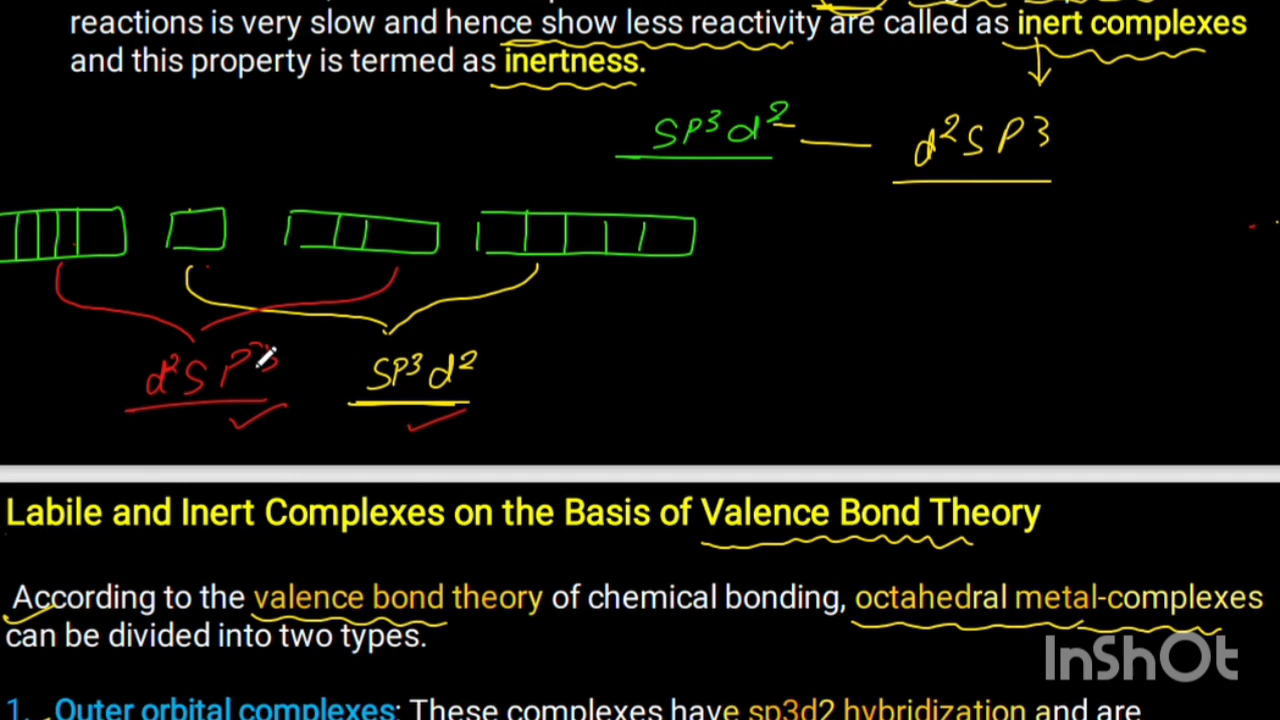 reactions is very slow and hence show less reactivity are called as inert complexes
and this property is termed as inertness.
SP³d² — d²SP3
d²SP³ SP³d²
Labile and Inert Complexes on the Basis of Valence Bond Theory
According to the valence bond theory of chemical bonding, octahedral metal-complexes
can be divided into two types.
InShOt
1. Outer orbital complexes: These complexes have sp3d2 hybridization and are